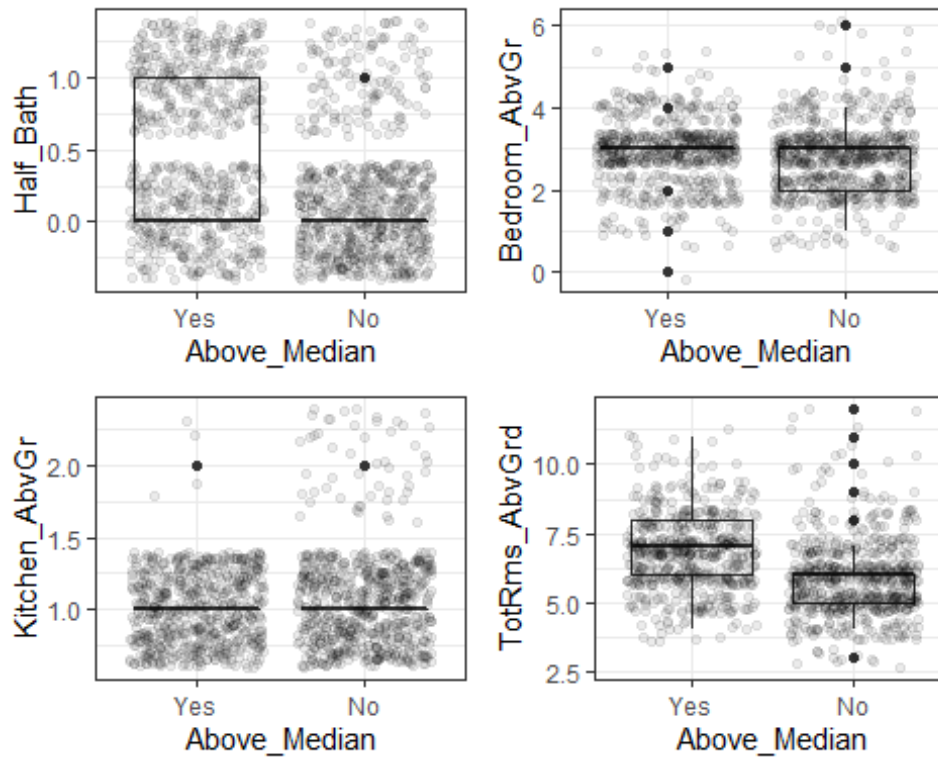 Half_Bath
1.0
0.5
0.0
Yes No
Above_Median
Bedroom_AbvGr
6
4
2
0
Yes No
Above_Median
Kitchen_AbvGr
2.0
1.5
1.0
Yes No
Above_Median
TotRms_AbvGrd
10.0
7.5
5.0
2.5
Yes No
Above_Median